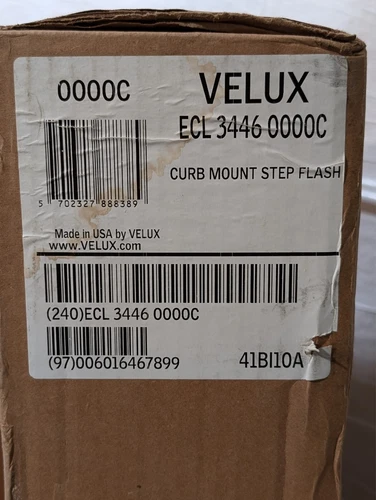 0000C
VELUX
ECL 3446 0000C
5 702327 888389
CURB MOUNT STEP FLASH
Made in USA by VELUX
www.VELUX.com
(240)ECL 3446 0000C
(97)006016467899
41BI10A